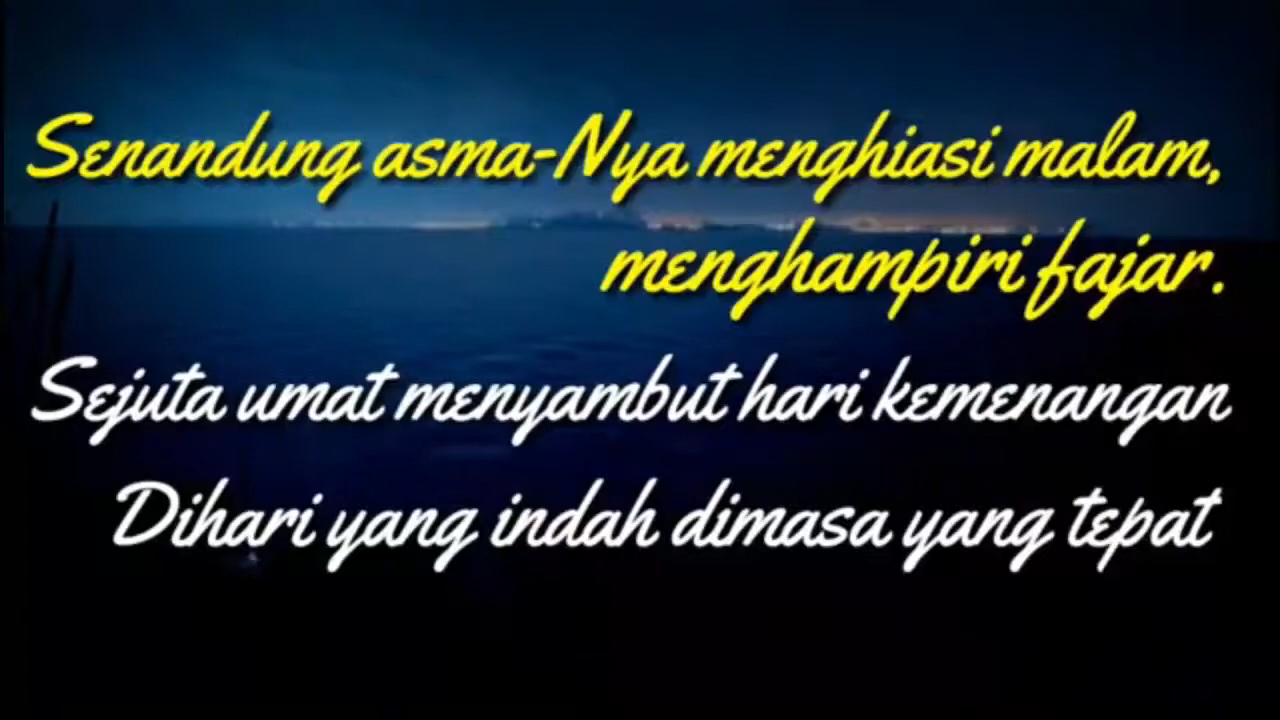 Senandung asma-Nya menghiasi malam,
menghampiri fajar.
Sejuta umat menyambut hari kemenangan
Dihari yang indah dimasa yang tepat